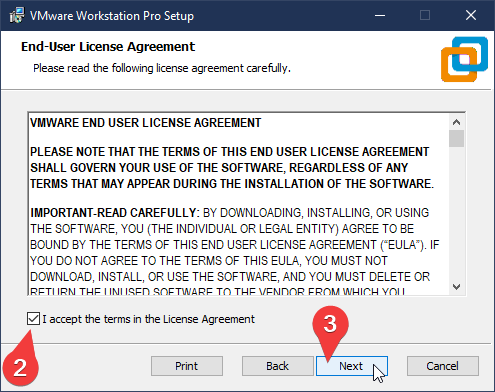 VMware Workstation Pro Setup
End-User License Agreement
Please read the following license agreement carefully.
VMWARE END USER LICENSE AGREEMENT
PLEASE NOTE THAT THE TERMS OF THIS END USER LICENSE AGREEMENT
SHALL GOVERN YOUR USE OF THE SOFTWARE, REGARDLESS OF ANY
TERMS THAT MAY APPEAR DURING THE INSTALLATION OF THE SOFTWARE.
IMPORTANT-READ CAREFULLY: BY DOWNLOADING, INSTALLING, OR USING
THE SOFTWARE, YOU (THE INDIVIDUAL OR LEGAL ENTITY) AGREE TO BE
BOUND BY THE TERMS OF THIS END USER LICENSE AGREEMENT (“EULA”). IF
YOU DO NOT AGREE TO THE TERMS OF THIS EULA, YOU MUST NOT
DOWNLOAD, INSTALL, OR USE THE SOFTWARE, AND YOU MUST DELETE OR
RETURN THE UNUSED SOFTWARE TO THE VENDOR FROM WHICH YOU
I accept the terms in the License Agreement
2
3
Print
Back
Next
Cancel